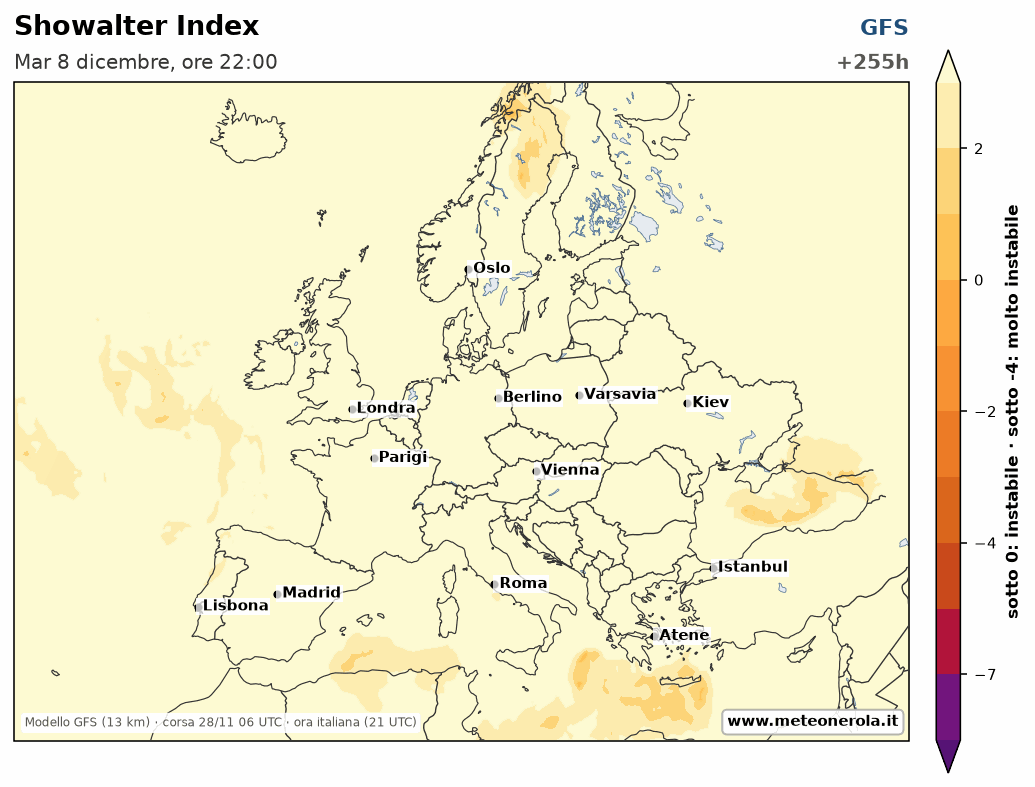 Showalter Index
GFS
Mar 8 dicembre, ore 22:00
+255h
Oslo
Berlino
Varsavia
Kiev
Londra
Parigi
Vienna
Istanbul
Roma
Madrid
Lisbona
Atene
2
0
−2
−4
−7
sotto 0: instabile · sotto -4: molto instabile
Modello GFS (13 km) · corsa 28/11 06 UTC · ora italiana (21 UTC)
www.meteonerola.it